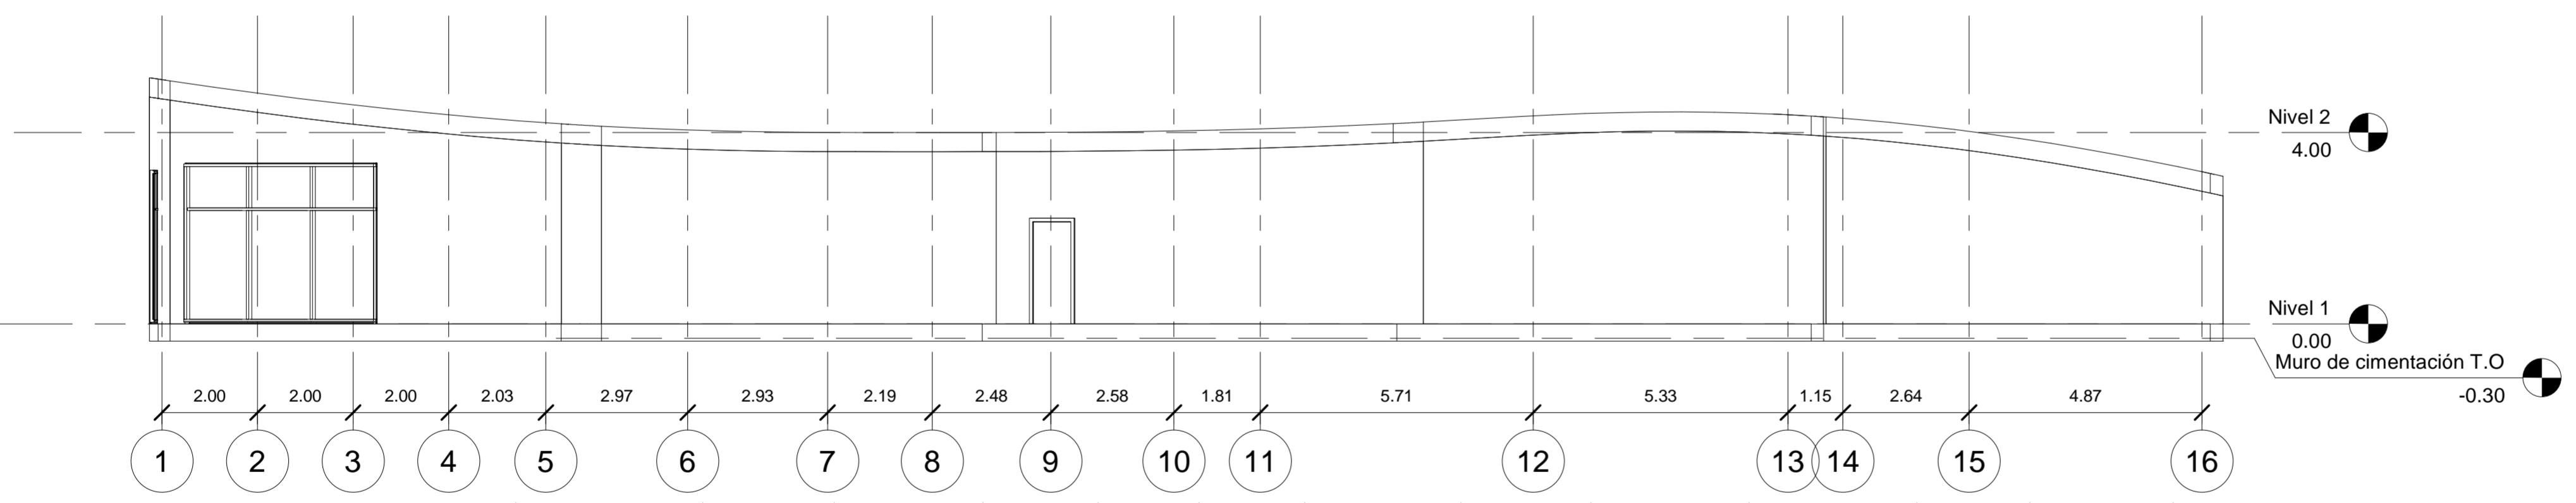 Nivel 2
4.00
Nivel 1
0.00
Muro de cimentación T.O
-0.30
2.00 2.00 2.00 2.03 2.97 2.93 2.19 2.48 2.58 1.81 5.71 5.33 1.15 2.64 4.87
1 2 3 4 5 6 7 8 9 10 11 12 13 14 15 16